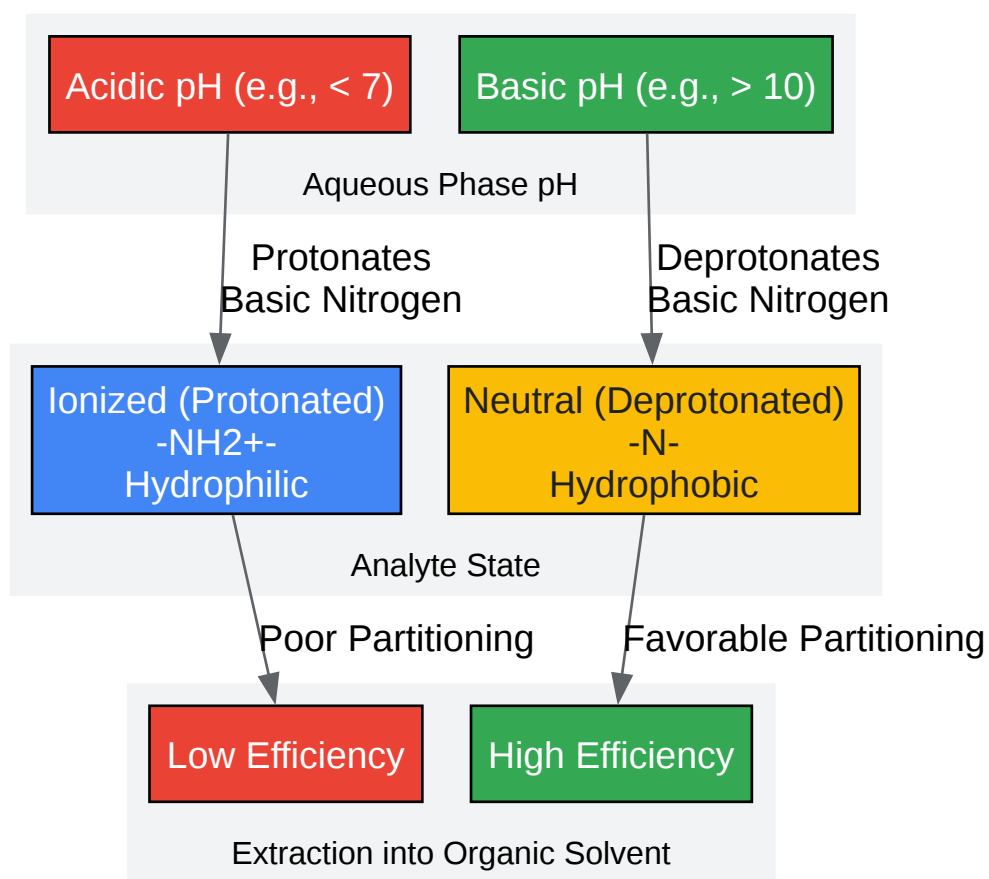 Acidic pH (e.g., < 7)
Basic pH (e.g., > 10)
Aqueous Phase pH
Protonates
Basic Nitrogen
Deprotonates
Basic Nitrogen
Ionized (Protonated)
-NH2+-
Hydrophilic
Neutral (Deprotonated)
-N-
Hydrophobic
Analyte State
Poor Partitioning
Favorable Partitioning
Low Efficiency
High Efficiency
Extraction into Organic Solvent